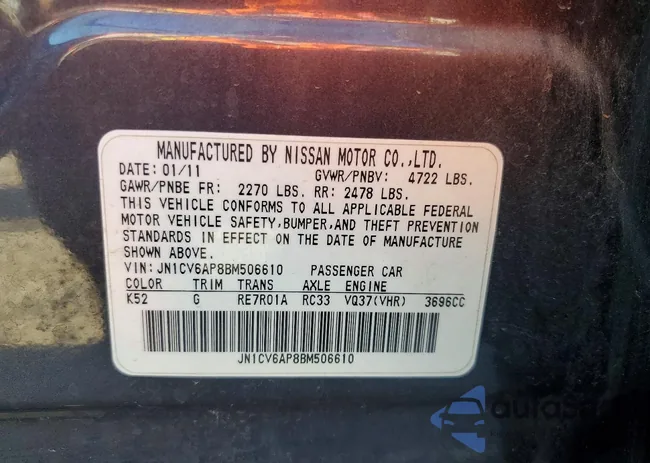 MANUFACTURED BY NISSAN MOTOR CO.,LTD.
DATE: 01/11 GVWR/PNBV: 4722 LBS.
GAWR/PNBE FR: 2270 LBS. RR: 2478 LBS.
THIS VEHICLE CONFORMS TO ALL APPLICABLE FEDERAL
MOTOR VEHICLE SAFETY,BUMPER,AND THEFT PREVENTION
STANDARDS IN EFFECT ON THE DATE OF MANUFACTURE
SHOWN ABOVE.
VIN: JN1CV6AP8BM506610 PASSENGER CAR
COLOR TRIM TRANS AXLE ENGINE
K52 G RE7R01A RC33 VQ37(VHR) 3696CC
JN1CV6AP8BM506610